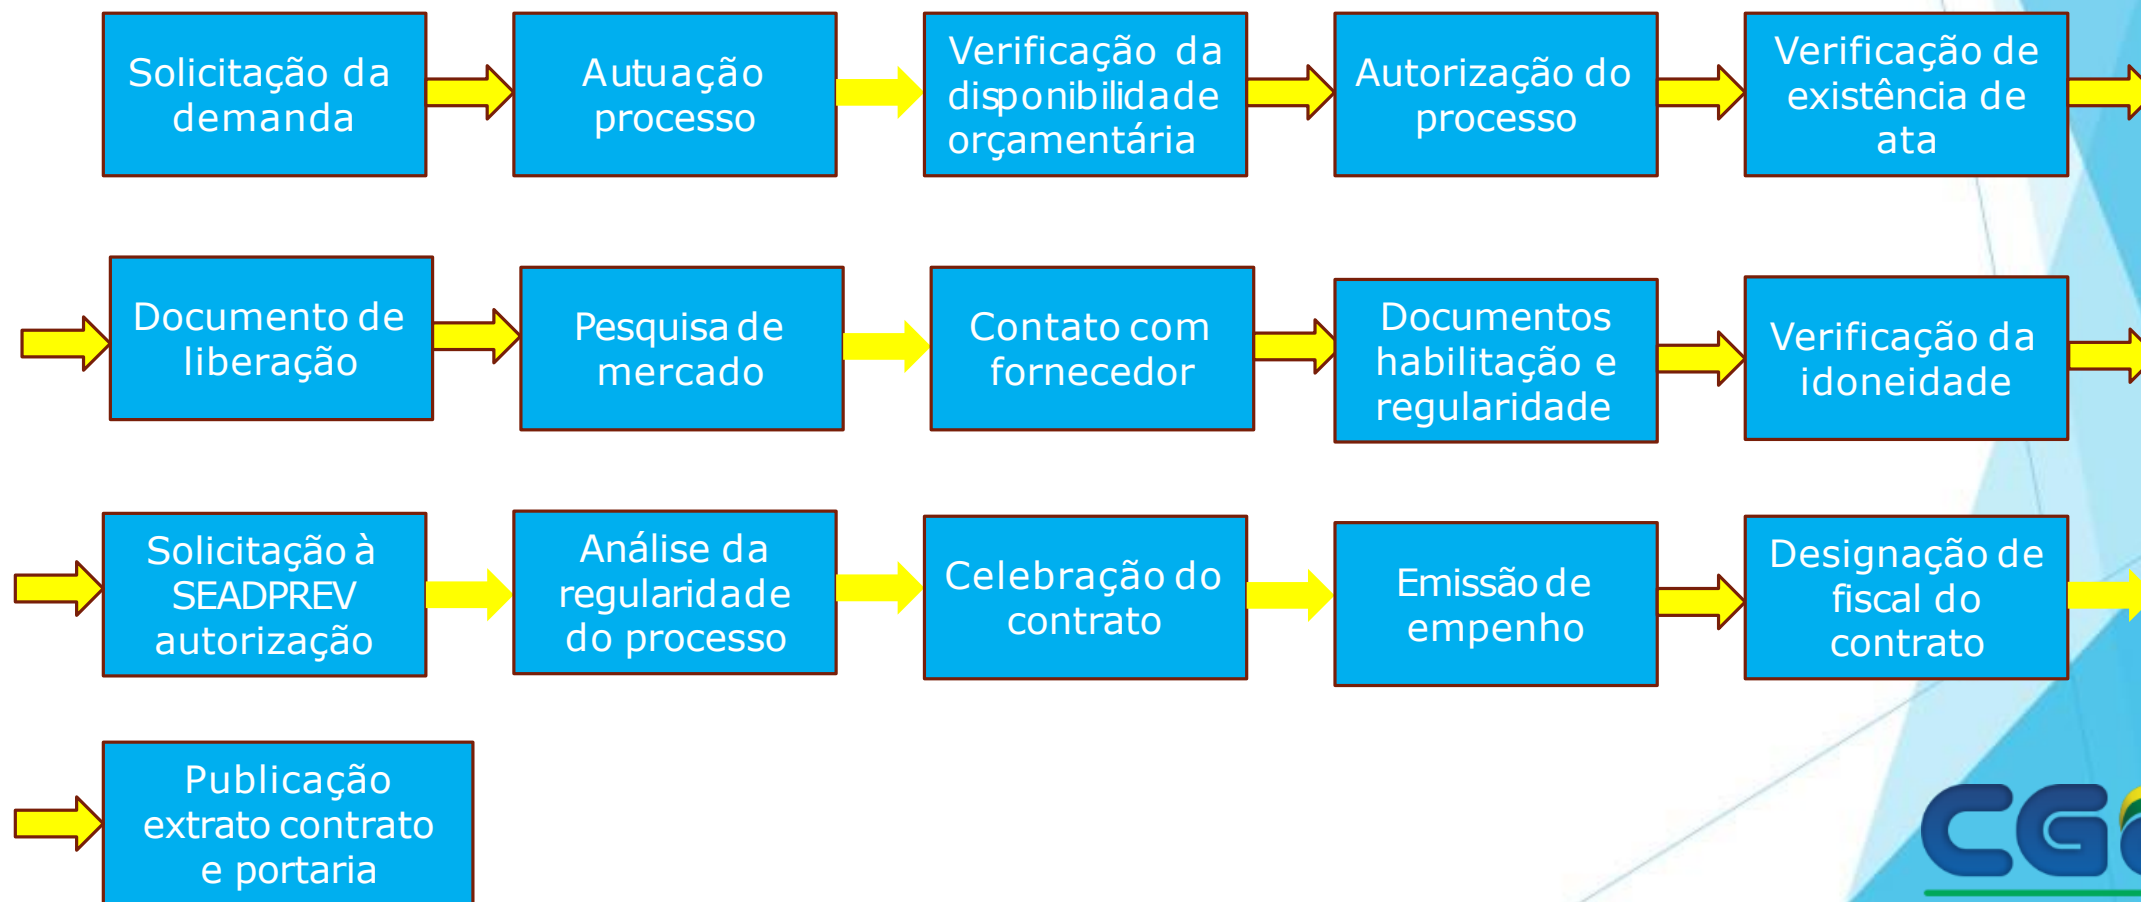 Solicitação da
demanda
Autuação
processo
Verificação da
disponibilidade
orçamentária
Autorização do
processo
Verificação de
existência de
ata
Documento de
liberação
Pesquisa de
mercado
Contato com
fornecedor
Documentos
habilitação e
regularidade
Verificação da
idoneidade
Solicitação à
SEADPREV
autorização
Análise da
regularidade
do processo
Celebração do
contrato
Emissão de
empenho
Designação de
fiscal do
contrato
Publicação
extrato contrato
e portaria
CG